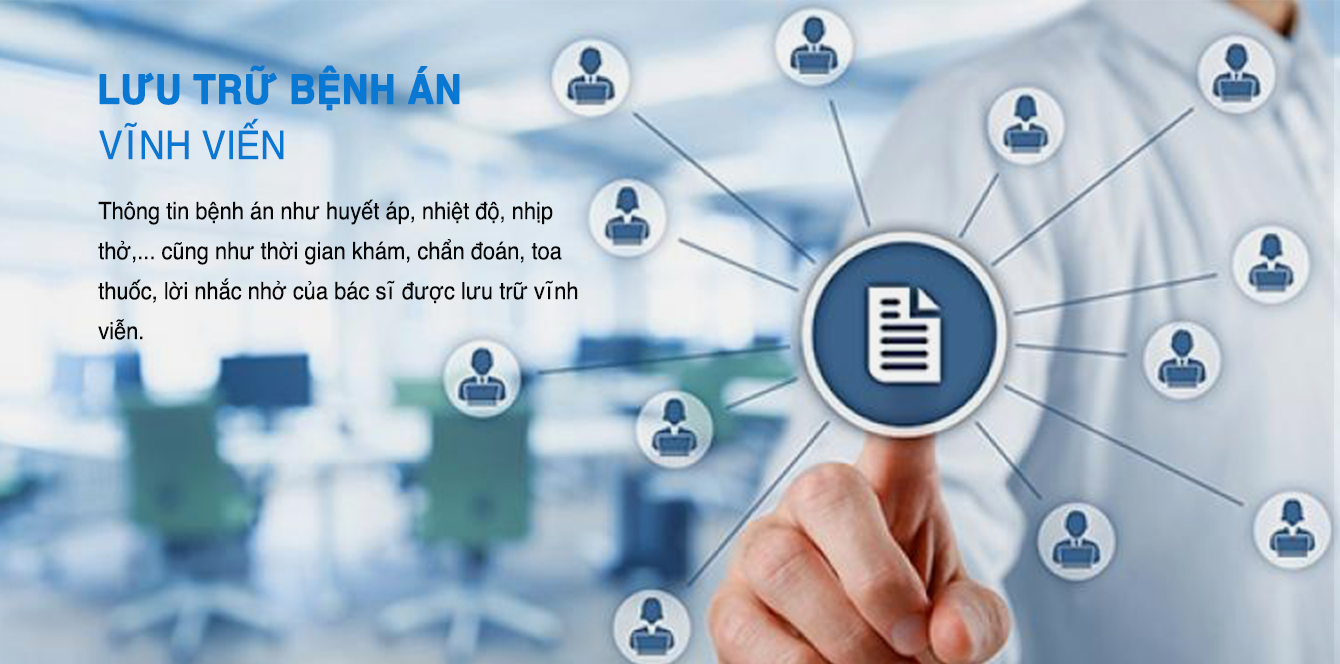 LƯU TRỮ BỆNH ÁN
VĨNH VIẾN
Thông tin bệnh án như huyết áp, nhiệt độ, nhịp
thở,... cũng như thời gian khám, chẩn đoán, toa
thuốc, lời nhắc nhở của bác sĩ được lưu trữ vĩnh
viễn.